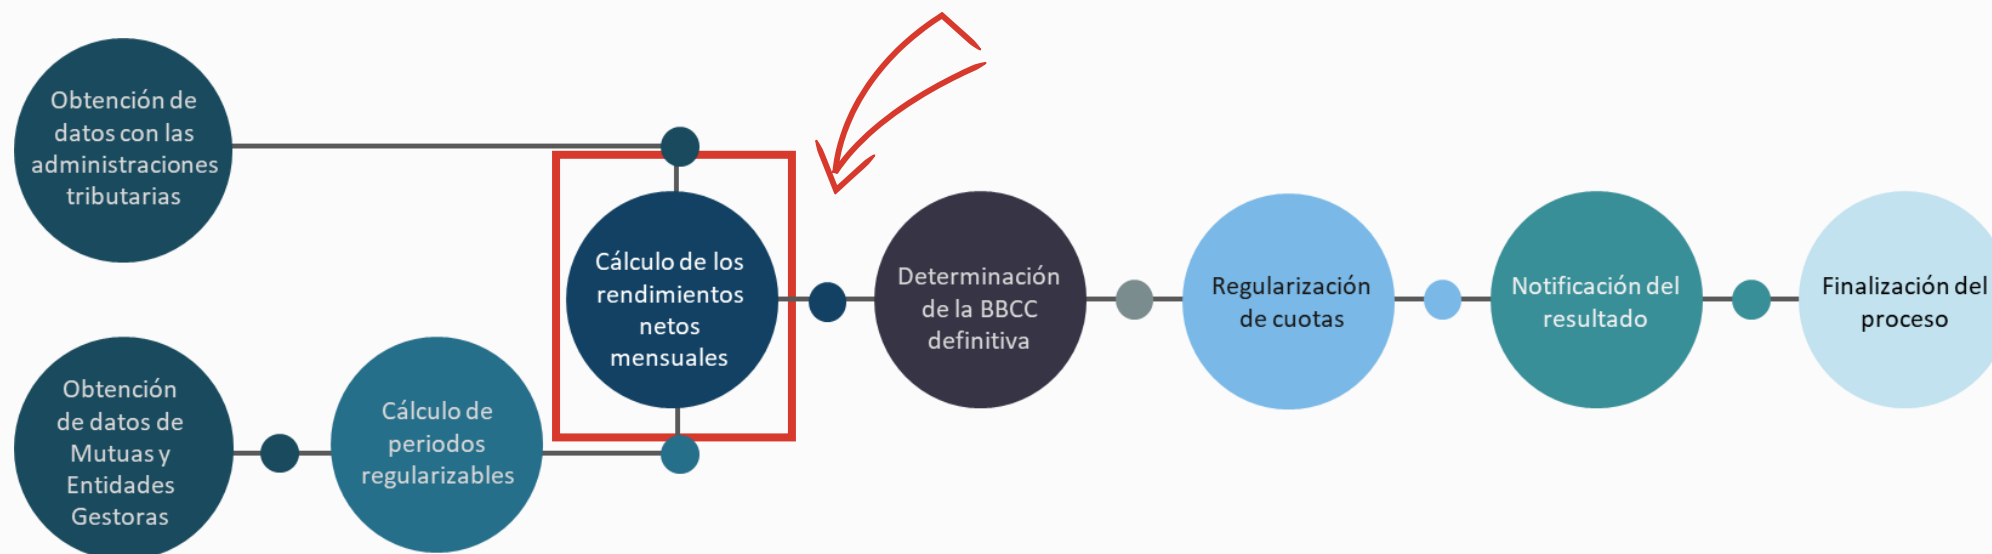 Obtención de
datos con las
administraciones
tributarias
Obtención
de datos de
Mutuas y
Entidades
Gestoras
Cálculo de
periodos
regularizables
Cálculo de los
rendimientos
netos
mensuales
Determinación
de la BBCC
definitiva
Regularización
de cuotas
Notificación del
resultado
Finalización del
proceso